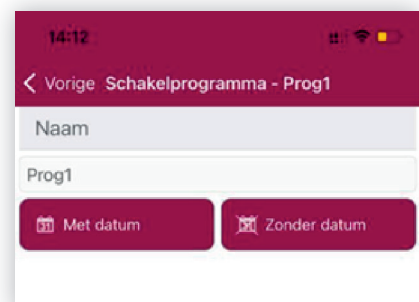 14:12
Vorige Schakelprogramma - Prog1
Naam
Prog1
Met datum Zonder datum